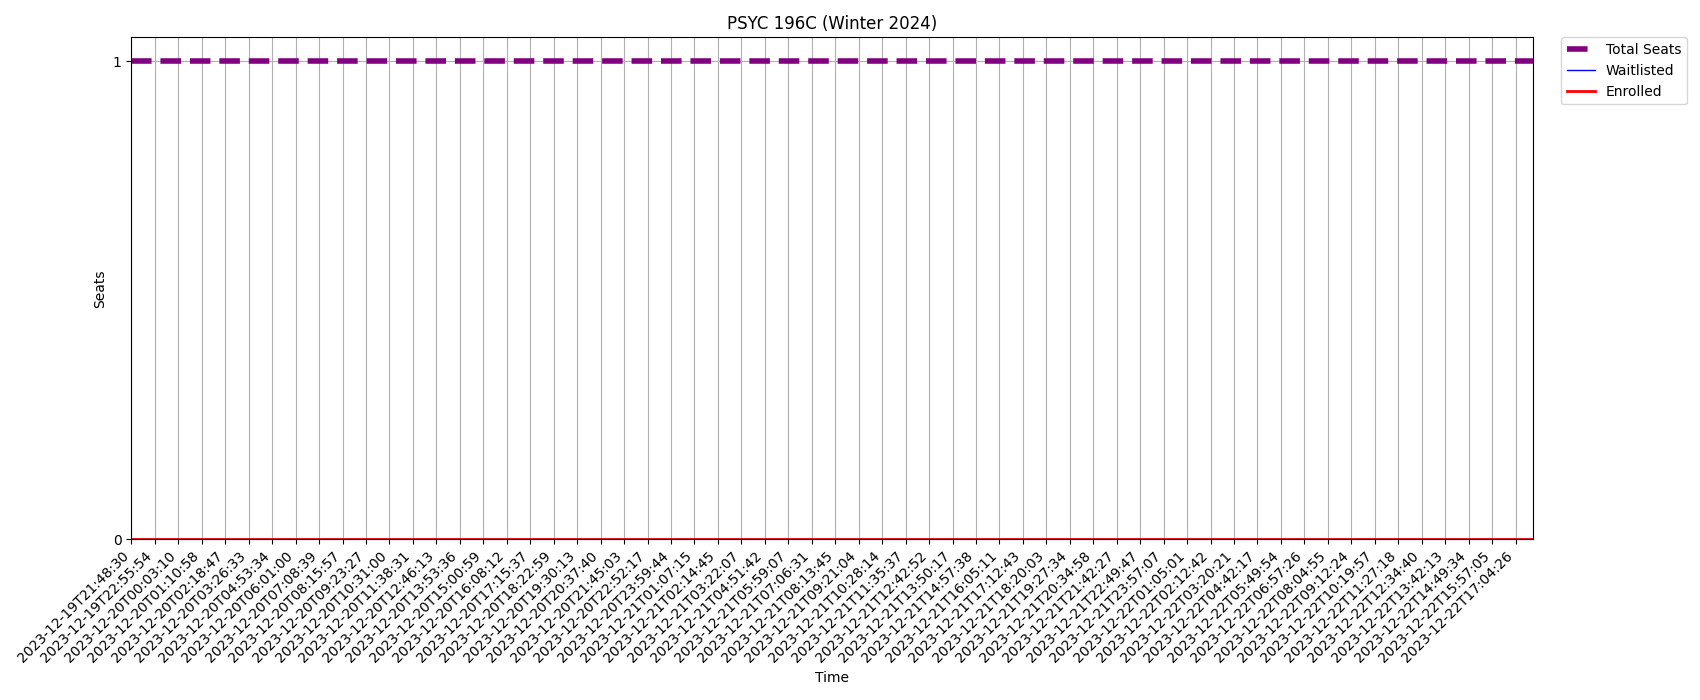 PSYC 196C (Winter 2024)
Total Seats
Waitlisted
Enrolled
1
Seats
0
2023-12-19T21:48:30
2023-12-19T22:55:54
2023-12-20T00:03:10
2023-12-20T01:10:58
2023-12-20T02:18:47
2023-12-20T03:26:33
2023-12-20T04:53:34
2023-12-20T06:01:00
2023-12-20T07:08:39
2023-12-20T08:15:57
2023-12-20T09:23:27
2023-12-20T10:31:00
2023-12-20T11:38:31
2023-12-20T12:46:13
2023-12-20T13:53:36
2023-12-20T15:00:59
2023-12-20T16:08:12
2023-12-20T17:15:37
2023-12-20T18:22:59
2023-12-20T19:30:13
2023-12-20T20:37:40
2023-12-20T21:45:03
2023-12-20T22:52:17
2023-12-20T23:59:44
2023-12-21T01:07:15
2023-12-21T02:14:45
2023-12-21T03:22:07
2023-12-21T04:51:42
2023-12-21T05:59:07
2023-12-21T07:06:31
2023-12-21T08:13:45
2023-12-21T09:21:04
2023-12-21T10:28:14
2023-12-21T11:35:37
2023-12-21T12:42:52
2023-12-21T13:50:17
2023-12-21T14:57:38
2023-12-21T16:05:11
2023-12-21T17:12:43
2023-12-21T18:20:03
2023-12-21T19:27:34
2023-12-21T20:34:58
2023-12-21T21:42:27
2023-12-21T22:49:47
2023-12-21T23:57:07
2023-12-22T01:05:01
2023-12-22T02:12:42
2023-12-22T03:20:21
2023-12-22T04:42:17
2023-12-22T05:49:54
2023-12-22T06:57:26
2023-12-22T08:04:55
2023-12-22T09:12:24
2023-12-22T10:19:57
2023-12-22T11:27:18
2023-12-22T12:34:40
2023-12-22T13:42:13
2023-12-22T14:49:34
2023-12-22T15:57:05
2023-12-22T17:04:26
Time